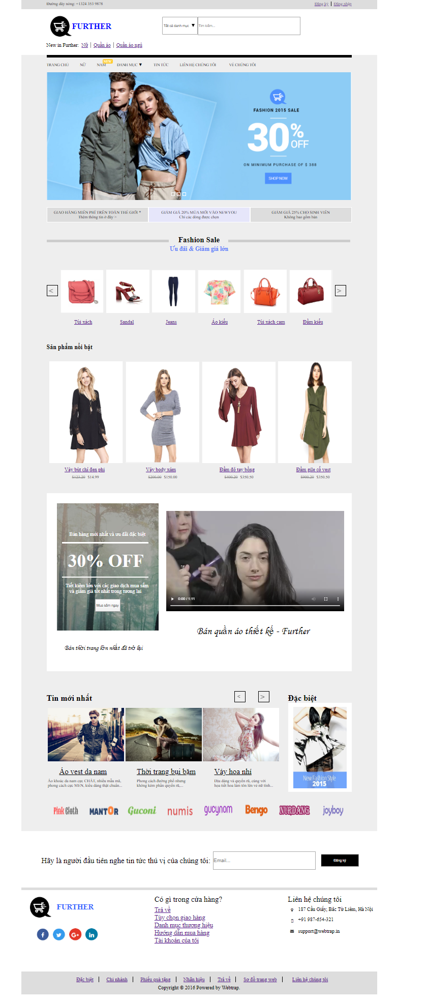 Đường dây nóng: +1324 353 9878
Đăng ký | Đăng nhập
FURTHER
Tất cả danh mục ▼
Tìm kiếm...
New in Further: Nữ | Quần áo | Quần áo ngủ
TRANG CHỦ NỮ NAM NEW DANH MỤC ▼ TIN TỨC LIÊN HỆ CHÚNG TÔI VỀ CHÚNG TÔI
FASHION 2015 SALE
30% OFF
ON MINIMUM PURCHASE OF $ 388
SHOP NOW
GIAO HÀNG MIỄN PHÍ TRÊN TOÀN THẾ GIỚI *
Thêm thông tin ở đây >
GIẢM GIÁ 20% MÙA MỚI VÀO NEWYOU
Chỉ các dòng được chọn
GIẢM GIÁ 25% CHO SINH VIÊN
Không bao gồm bán
Fashion Sale
Ưu đãi & Giảm giá lớn
< >
Túi xách Sandal Jeans Áo kiểu Túi xách cam Đầm kiểu
Sản phẩm nổi bật
Váy bút chì đen phi Váy body xám Đầm đỏ tay bồng Đầm gile cổ vest
$123.20 $14.99 $200.00 $150.00 $400.20 $350.50 $900.20 $350.50
Bán hàng mới nhất và ưu đãi đặc biệt
30% OFF
Tiết kiệm lớn với các giao dịch mua sắm
và giảm giá tốt nhất trong tương lai
Mua sắm ngay
Bán thời trang lớn nhất đã trở lại
0:00 / 1:11
Bán quần áo thiết kế - Further
Tin mới nhất
< >
Đặc biệt
Áo vest da nam
Áo khoác da nam cực CHẤT, nhiều mẫu mã,
phong cách cực MEN, kiểu dáng thật chuẩn...
Thời trang bụi bặm
Phong cách đường phố nhưng
không kém phần quyến rũ,...
Váy hoa nhí
Dịu dàng và quyến rũ, cùng với
họa tiết hoa làm tôn lên vẻ nữ tính...
New Fashion Style
2015
Pink Cloth MANTOR Guconi numis gucynom Bengo NURDANG joyboy
Hãy là người đầu tiên nghe tin tức thú vị của chúng tôi:
Email...
Đăng ký
FURTHER
Có gì trong cửa hàng?
Trả về
Tùy chọn giao hàng
Danh mục thương hiệu
Hướng dẫn mua hàng
Tài khoản của tôi
Liên hệ chúng tôi
187 Cầu Giấy, Bắc Từ Liêm, Hà Nội
+91 987-654-321
support@webtrap.in
Đặc biệt | Chi nhánh | Phiếu quà tặng | Nhãn hiệu | Trả về | Sơ đồ trang web | Liên hệ chúng tôi
Copyright © 2016 Powered by Webtrap.